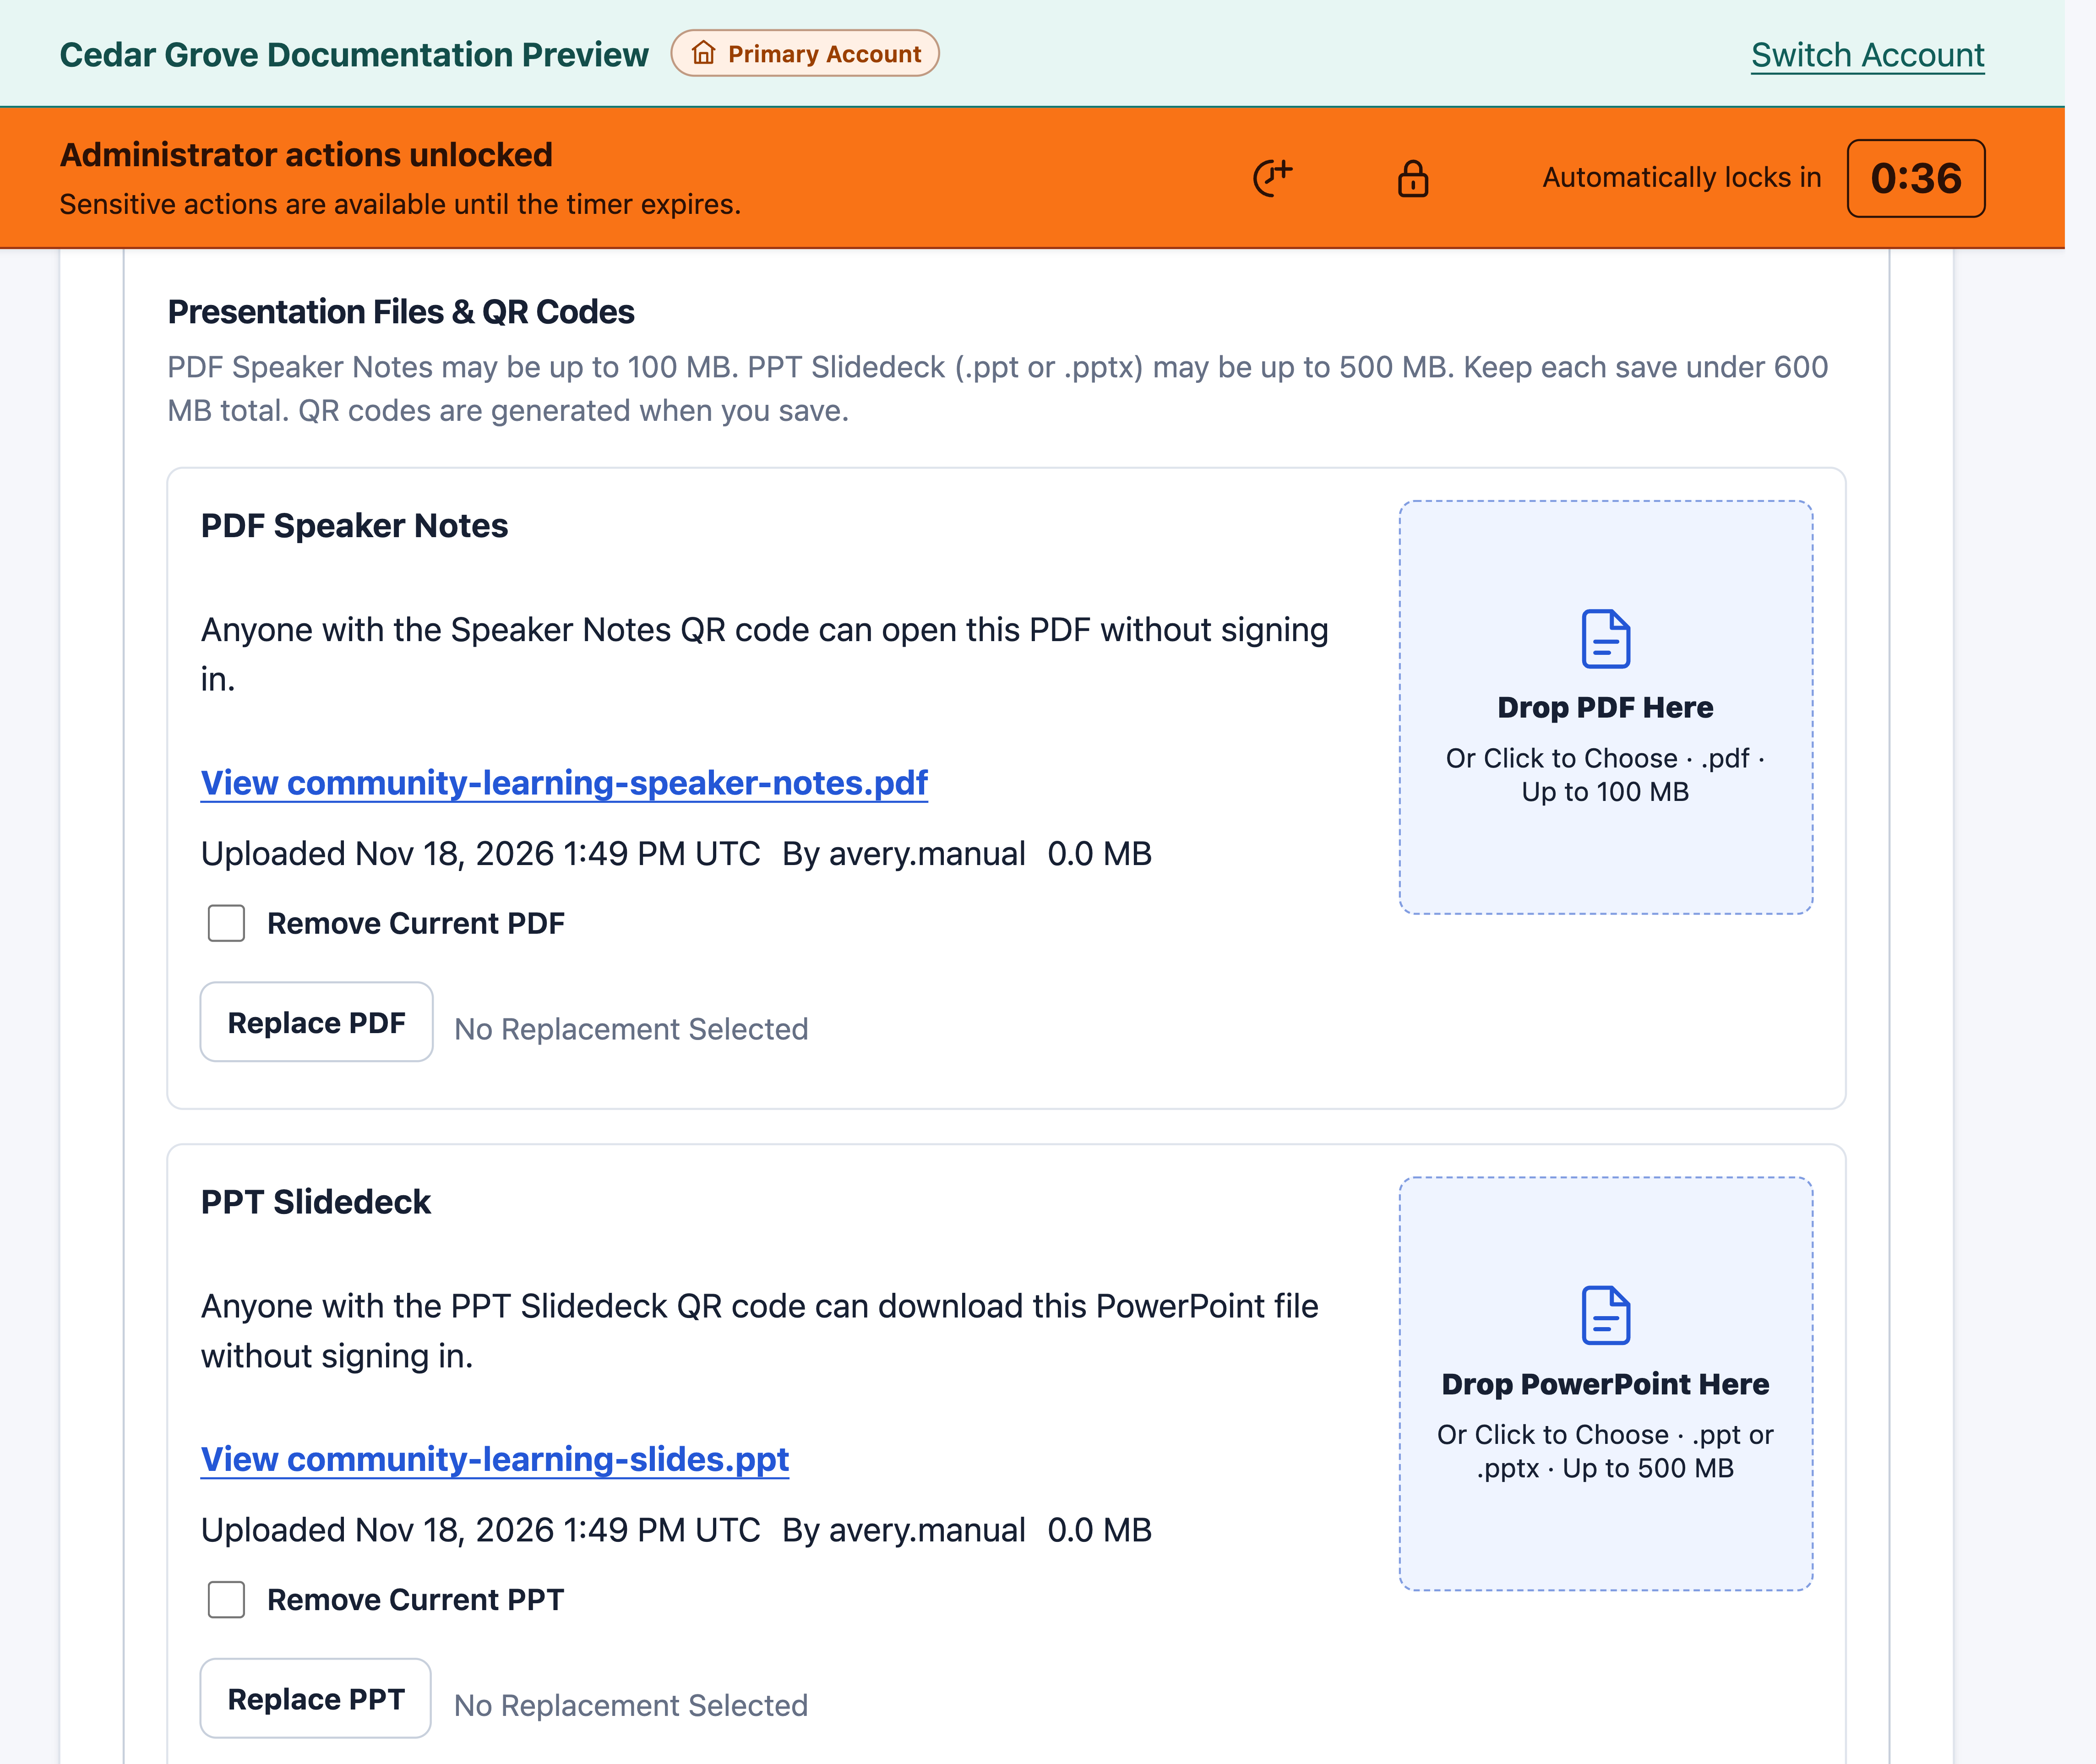 Cedar Grove Documentation Preview
Primary Account
Switch Account
Administrator actions unlocked
Sensitive actions are available until the timer expires.
Automatically locks in
0:36
Presentation Files & QR Codes
PDF Speaker Notes may be up to 100 MB. PPT Slidedeck (.ppt or .pptx) may be up to 500 MB. Keep each save under 600
MB total. QR codes are generated when you save.
PDF Speaker Notes
Anyone with the Speaker Notes QR code can open this PDF without signing
in.
View community-learning-speaker-notes.pdf
Uploaded Nov 18, 2026 1:49 PM UTC By avery.manual 0.0 MB
Remove Current PDF
Replace PDF
No Replacement Selected
Drop PDF Here
Or Click to Choose · .pdf ·
Up to 100 MB
PPT Slidedeck
Anyone with the PPT Slidedeck QR code can download this PowerPoint file
without signing in.
View community-learning-slides.ppt
Uploaded Nov 18, 2026 1:49 PM UTC By avery.manual 0.0 MB
Remove Current PPT
Replace PPT
No Replacement Selected
Drop PowerPoint Here
Or Click to Choose · .ppt or
.pptx · Up to 500 MB